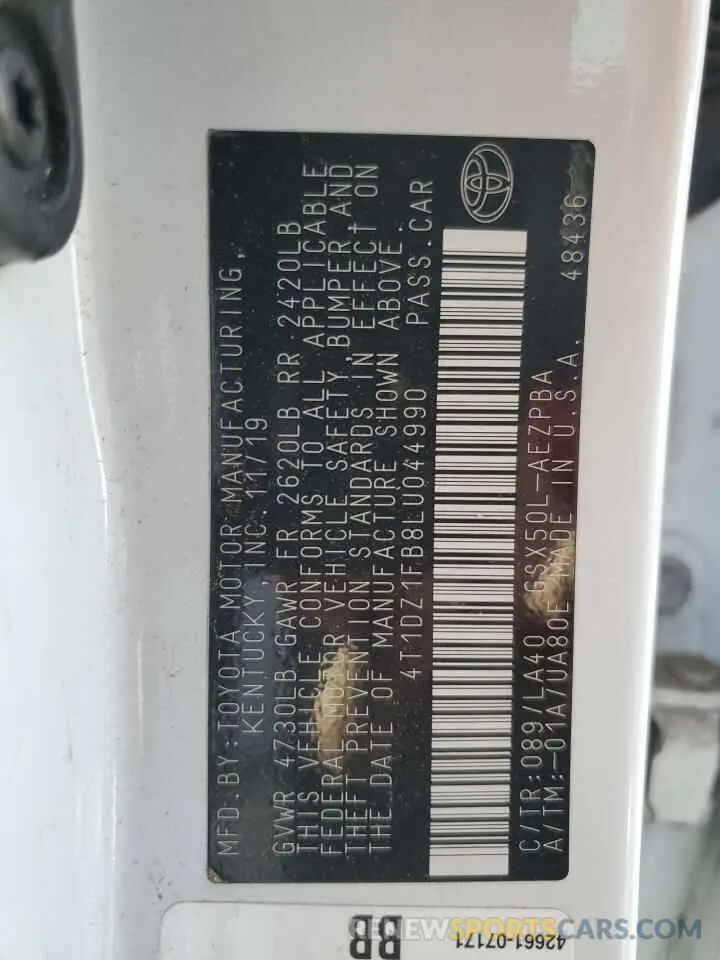 MFD.BY:TOYOTA MOTOR MANUFACTURING,
KENTUCKY,INC. 11/19
GVWR 4730LB GAWR FR 2620LB RR 2420LB
THIS VEHICLE CONFORMS TO ALL APPLICABLE
FEDERAL MOTOR VEHICLE SAFETY,BUMPER,AND
THEFT PREVENTION STANDARDS IN EFFECT ON
THE DATE OF MANUFACTURE SHOWN ABOVE.
4T1DZ1FB8LU044990 PASS.CAR
C/TR:089/LA40 GSX50L-AEZPBA
A/TM:-01A/UA80E MADE IN U.S.A. 48436
BB
42661-07171
RENEWSPORTSCARS.COM